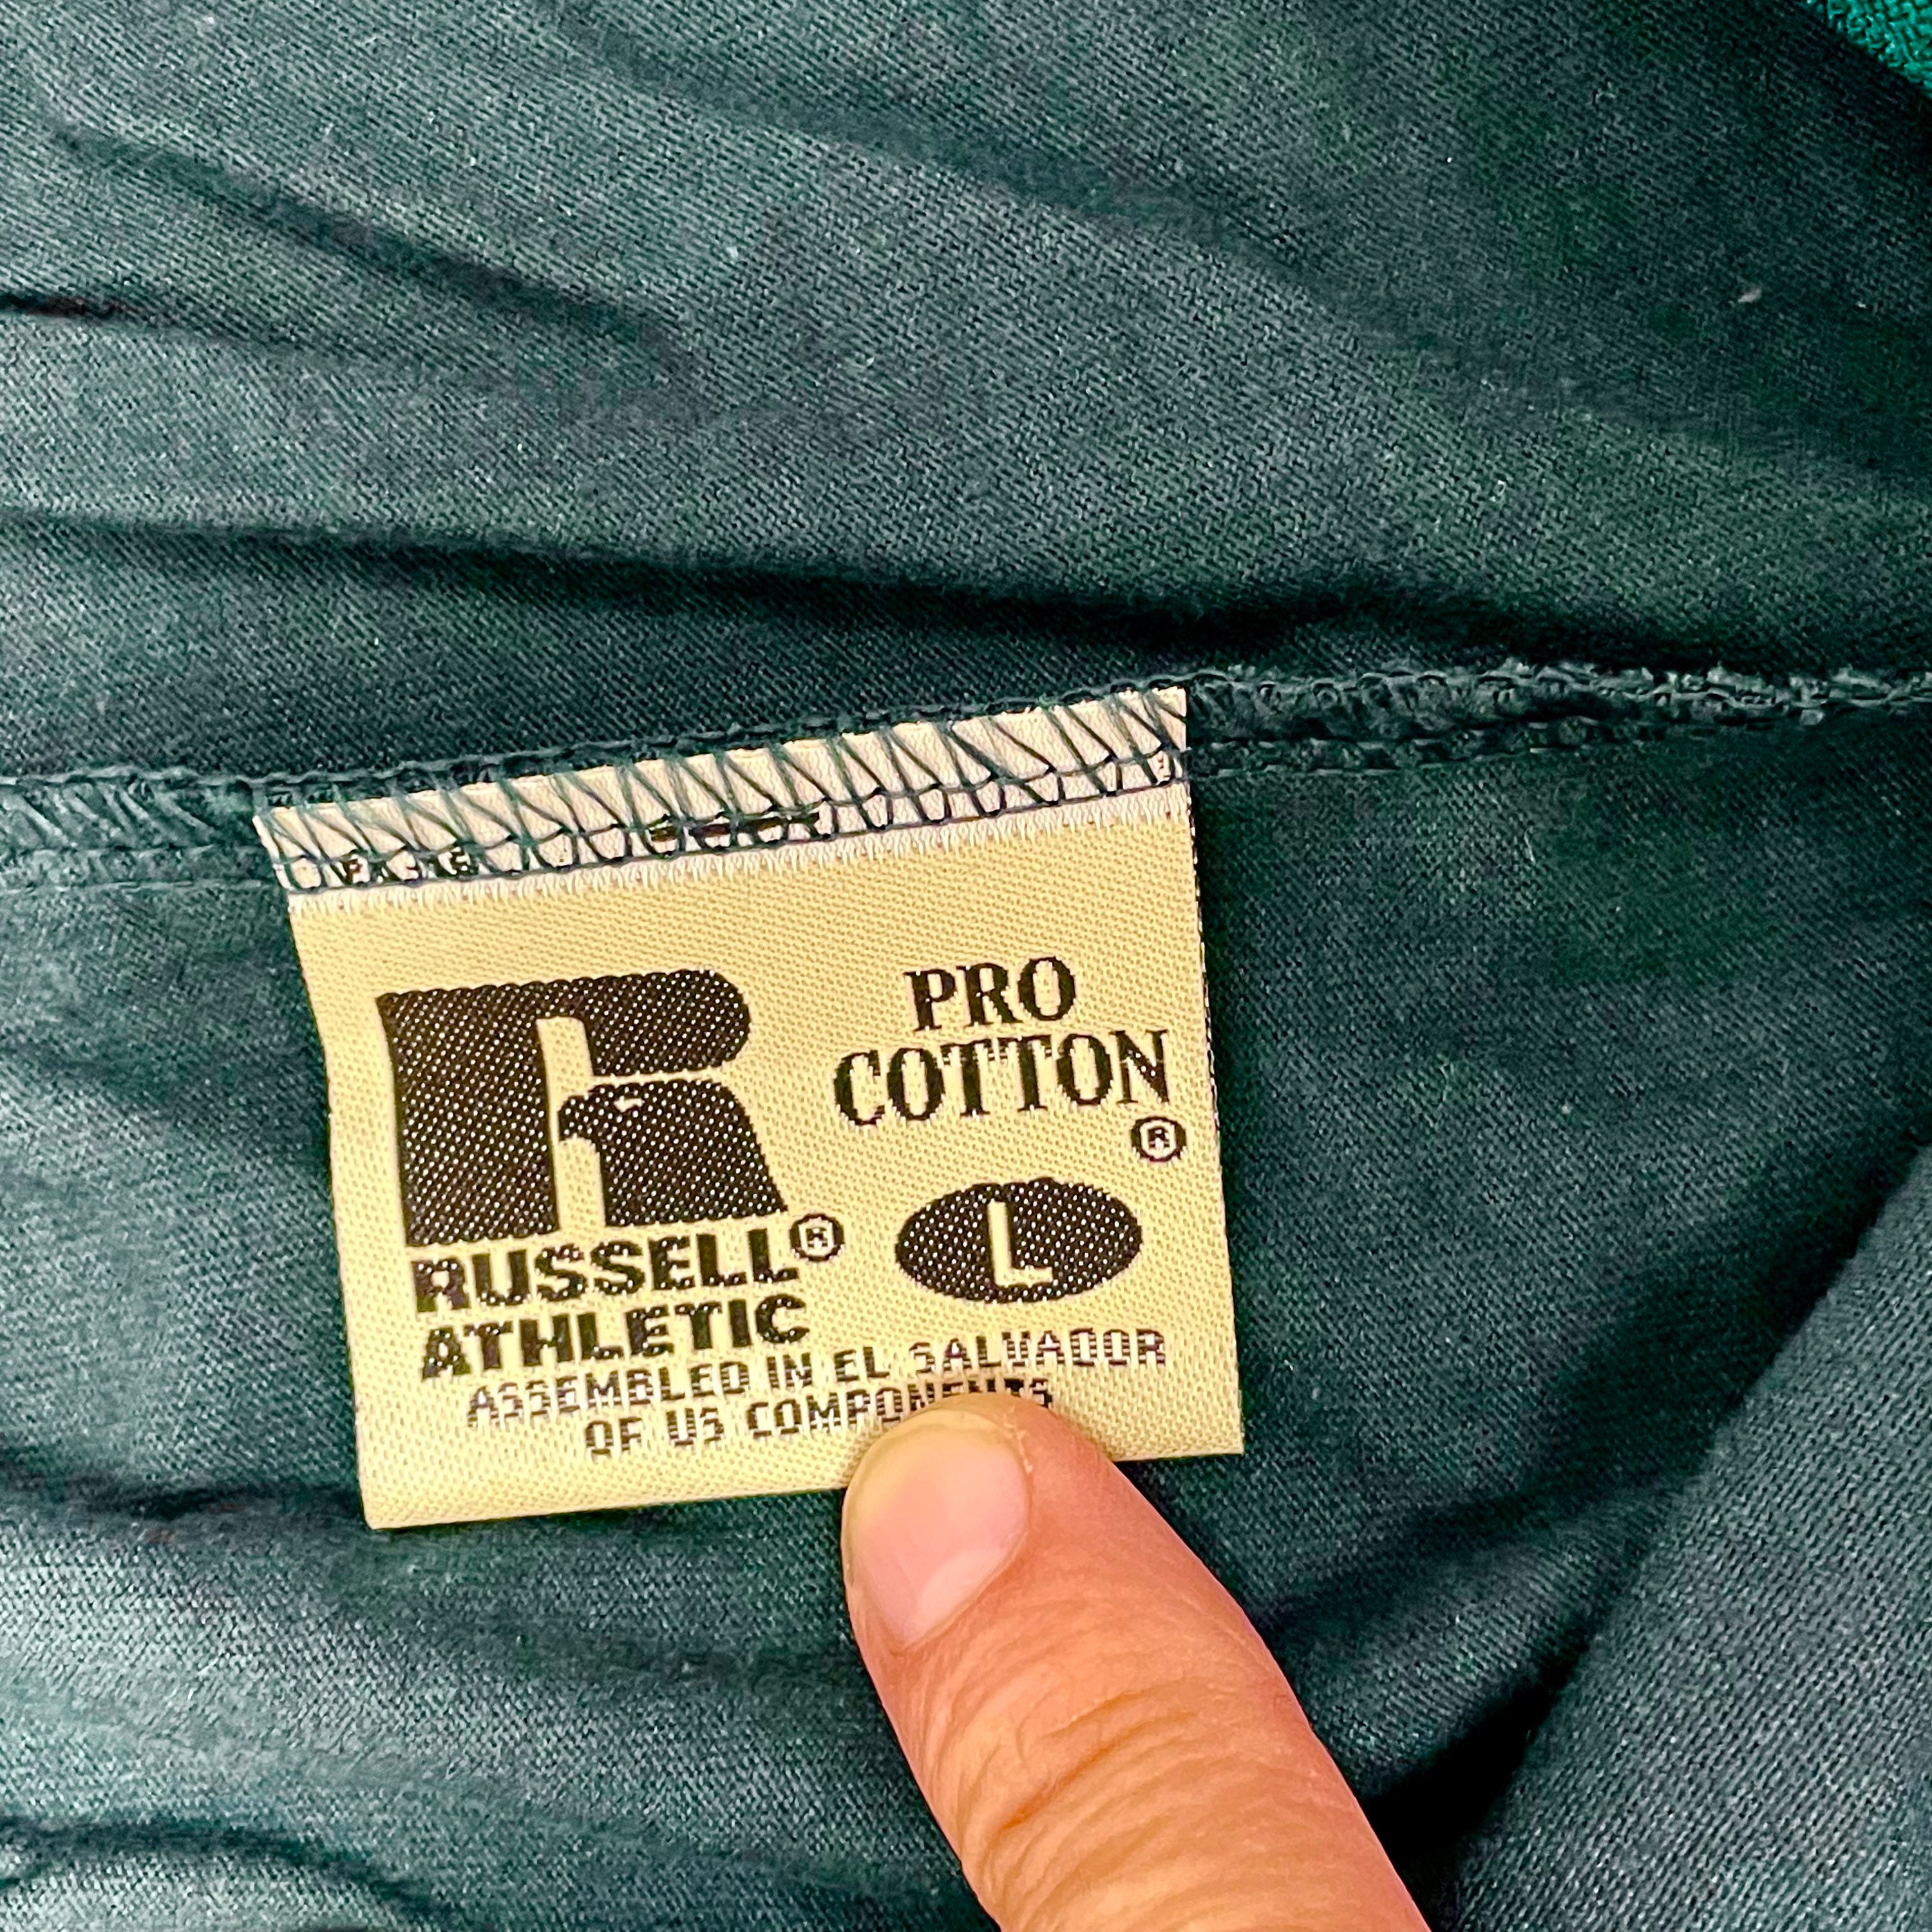 PRO
COTTON
®
L
RUSSELL®
ATHLETIC
ASSEMBLED IN EL SALVADOR
OF US COMPONENTS